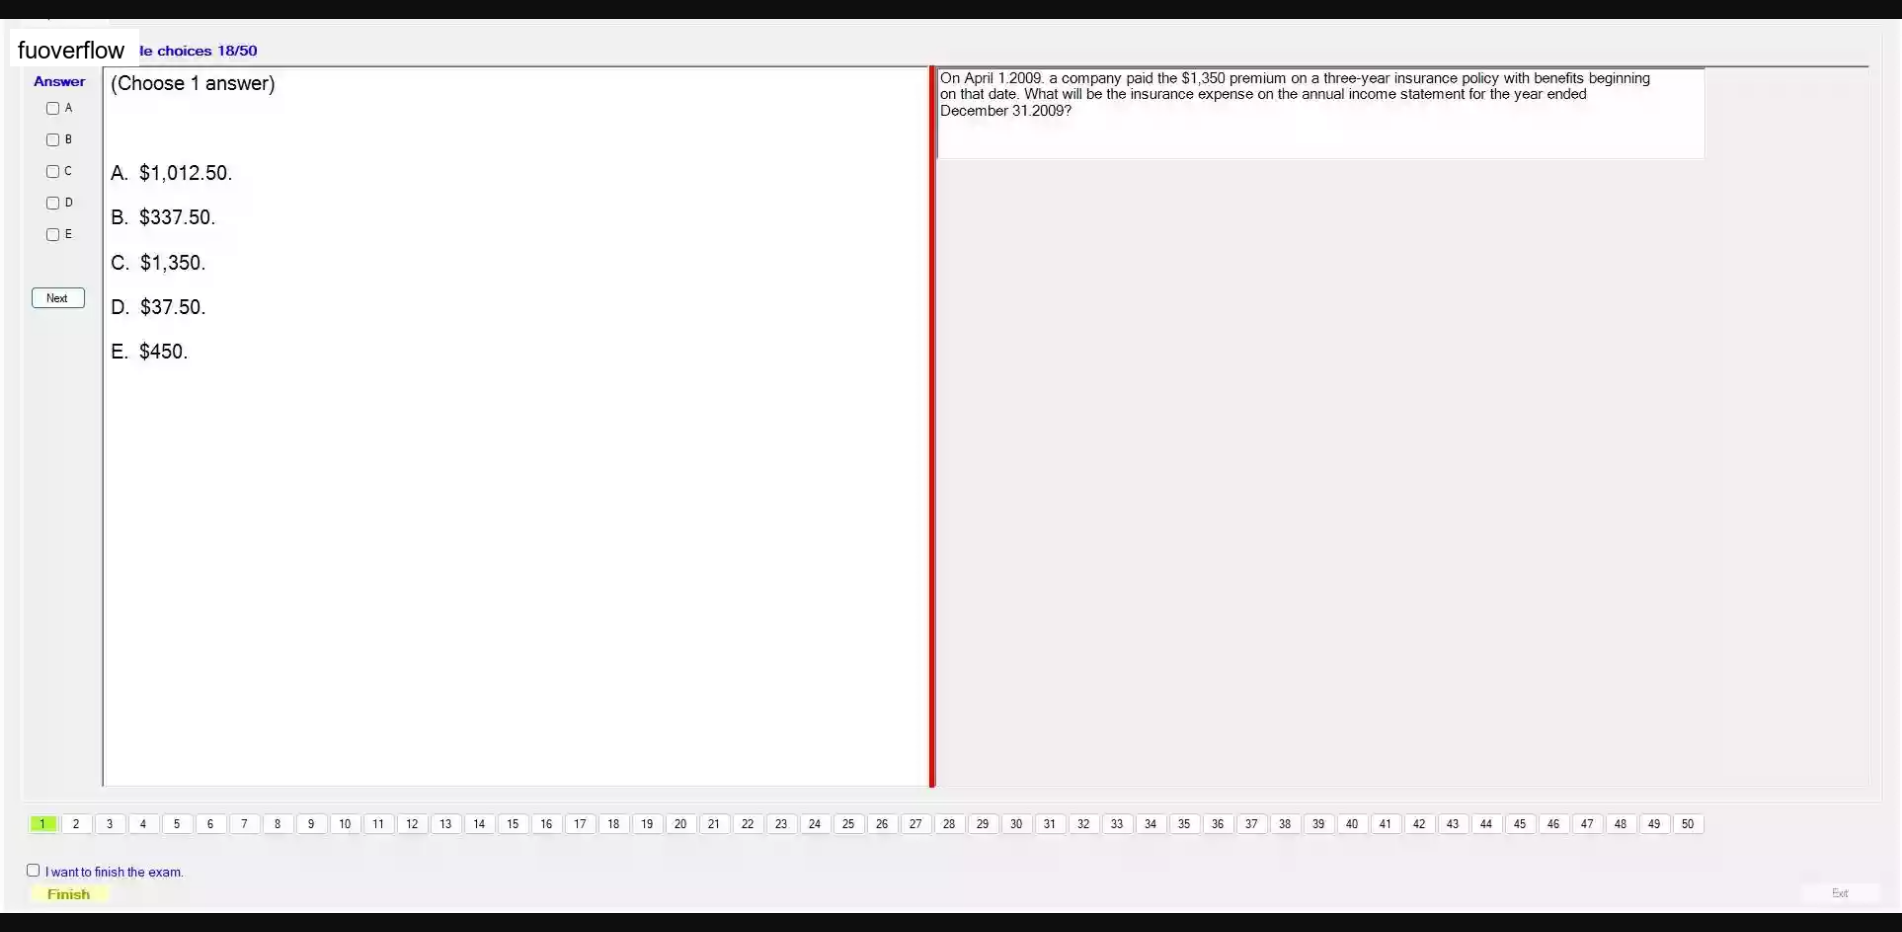 fuoverflow
le choices 18/50
Answer
(Choose 1 answer)
A
B
C
D
E
Next
A. $1,012.50.
B. $337.50.
C. $1,350.
D. $37.50.
E. $450.
On April 1.2009. a company paid the $1,350 premium on a three-year insurance policy with benefits beginning
on that date. What will be the insurance expense on the annual income statement for the year ended
December 31.2009?
1 2 3 4 5 6 7 8 9 10 11 12 13 14 15 16 17 18 19 20 21 22 23 24 25 26 27 28 29 30 31 32 33 34 35 36 37 38 39 40 41 42 43 44 45 46 47 48 49 50
I want to finish the exam.
Finish
Exit